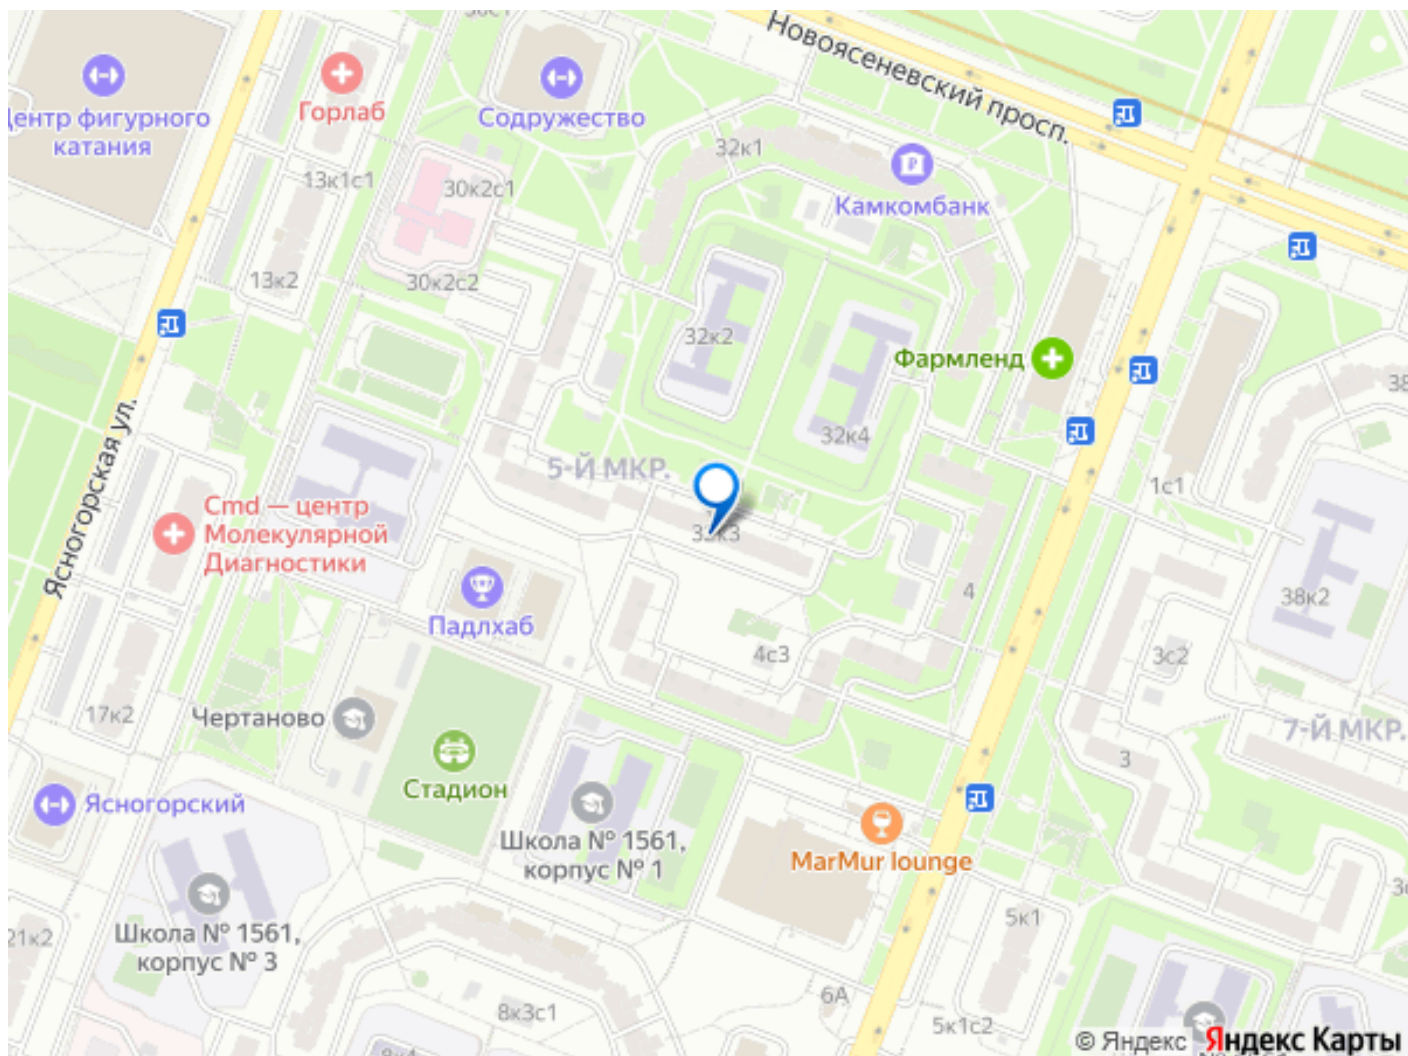 Новоясеневский просп.
Центр фигурного
катания
Горлаб
Содружество
32к1
Камкомбанк
13к1с1
30к2с1
13к2
30к2с2
32к2
Фармленд
32к4
38
5-Й МКР.
1с1
Ясногорская ул.
Cmd — центр
Молекулярной
Диагностики
Падлхаб
4
38к2
4с3
3с2
17к2
Чертаново
7-Й МКР.
3
Стадион
Ясногорский
Школа № 1561,
корпус № 1
MarMur lounge
Школа № 1561,
корпус № 3
21к2
5к1
6А
8к3с1
5к1с2
© Яндекс
Яндекс Карты